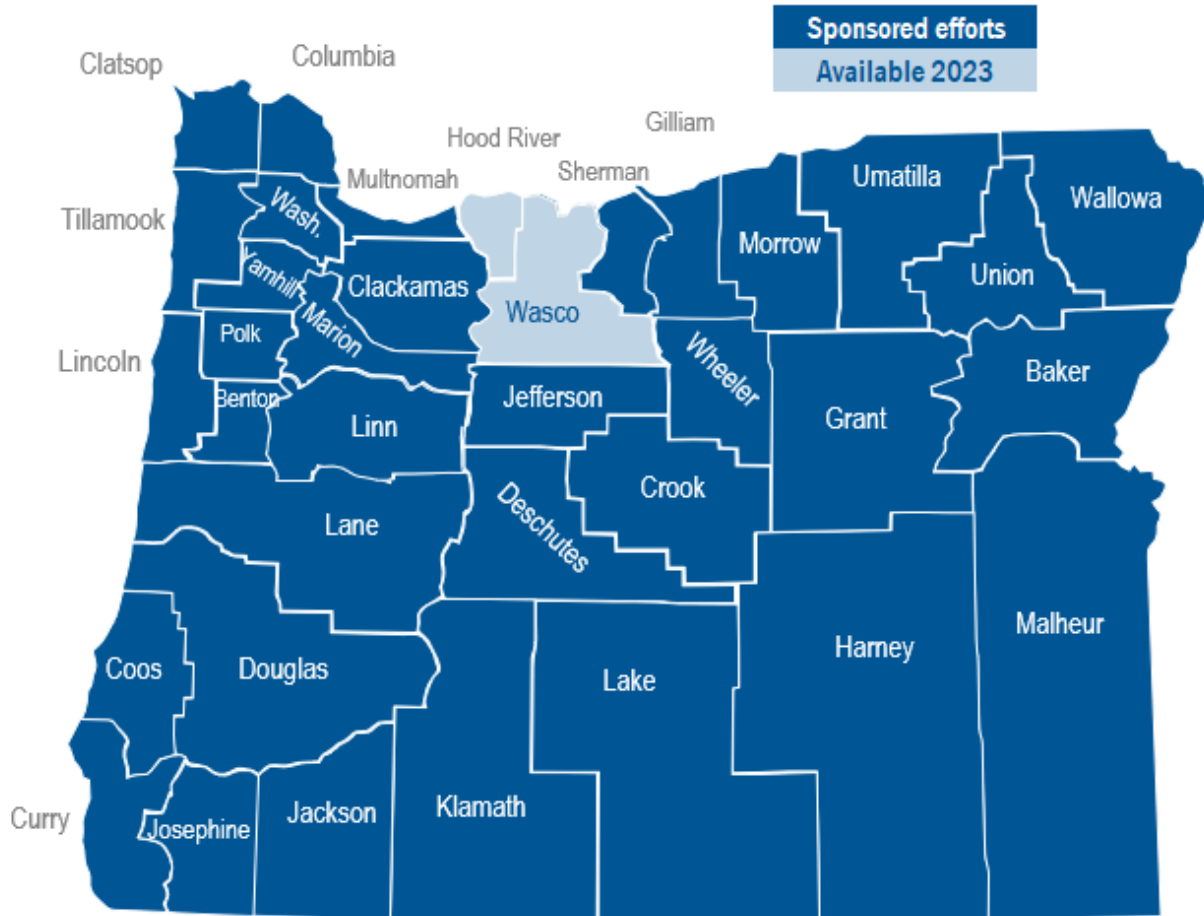 Sponsored efforts
Available 2023
Clatsop
Columbia
Hood River
Gilliam
Multnomah
Sherman
Umatilla
Wallowa
Tillamook
Wash.
Morrow
Union
Yamhill
Clackamas
Wasco
Marion
Polk
Lincoln
Wheeler
Baker
Benton
Jefferson
Linn
Grant
Crook
Lane
Deschutes
Malheur
Harney
Coos
Douglas
Lake
Curry
Josephine
Jackson
Klamath